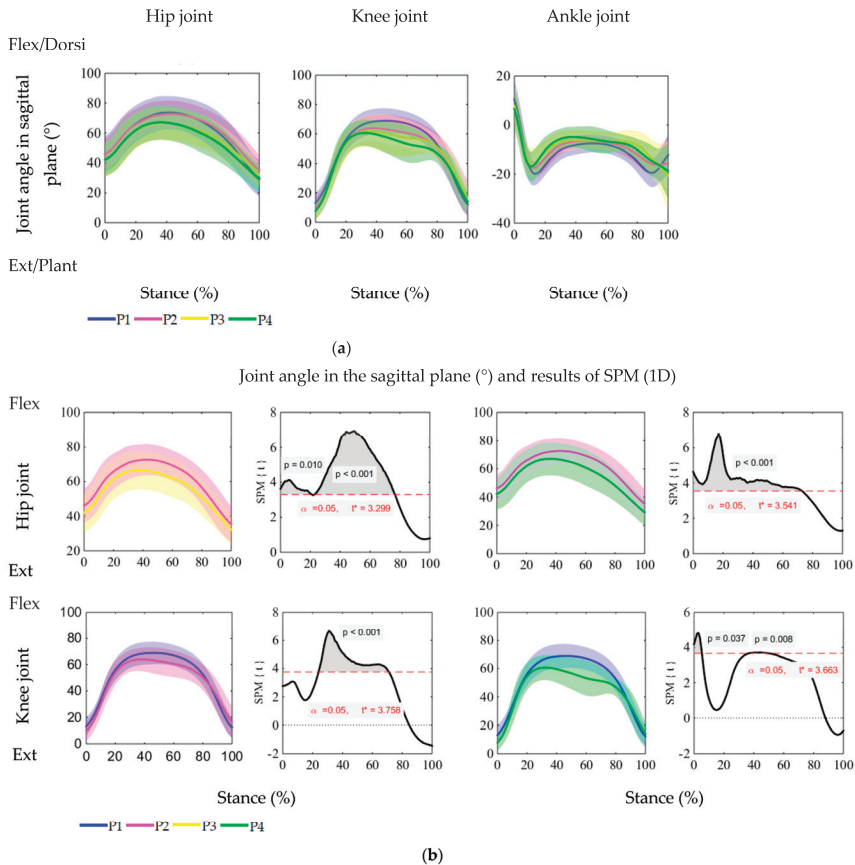 Hip joint Knee joint Ankle joint
Flex/Dorsi
Joint angle in sagittal
plane (°)
100 100 20
80 80
60 60 0
40 40 -20
20 20
0 0 -40
0 20 40 60 80 100 0 20 40 60 80 100 0 20 40 60 80 100
Ext/Plant
Stance (%) Stance (%) Stance (%)
P1 P2 P3 P4
(a)
Joint angle in the sagittal plane (°) and results of SPM (1D)
Flex
Hip joint
100 8 100 8
80 6 80 6
60 4 60 4
40 2 40 2
20 0 20 0
0
SPM { t } SPM { t }
p = 0.010
p < 0.001
α =0.05, t* = 3.299
p < 0.001
α =0.05, t* = 3.541
0 20 40 60 80 100 0 20 40 60 80 100 0 20 40 60 80 100 0 20 40 60 80 100
Ext
Flex
Knee joint
100 8 100 6
80 6 80 4
60 4 60 2
40 2 40 0
20 0 20
0 -2 0 -2
SPM { t } SPM { t }
p < 0.001
α =0.05, t* = 3.758
p = 0.037 p = 0.008
α =0.05, t* = 3.663
0 20 40 60 80 100 0 20 40 60 80 100 0 20 40 60 80 100 0 20 40 60 80 100
Ext
Stance (%) Stance (%)
P1 P2 P3 P4
(b)